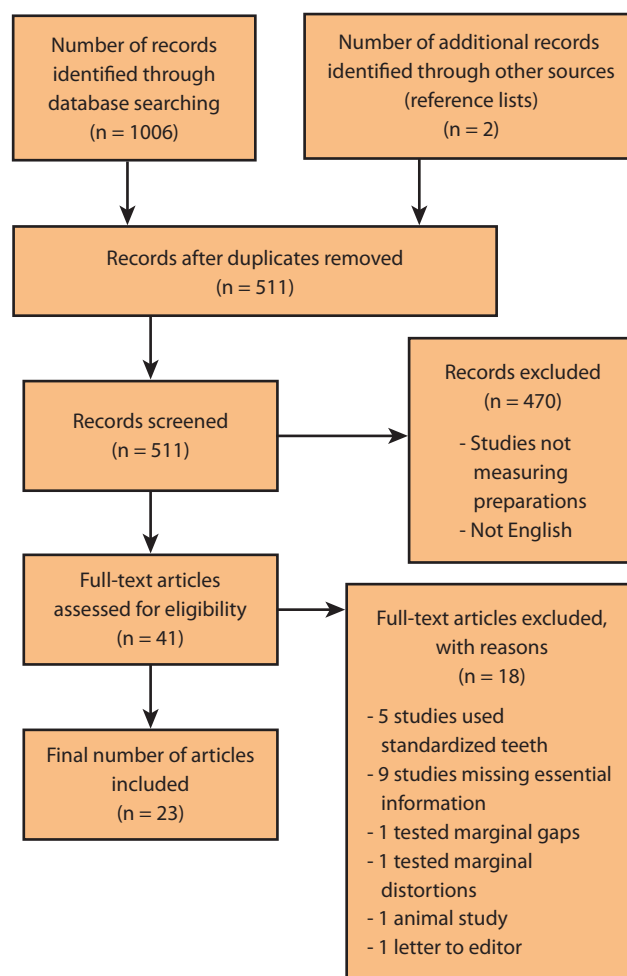 Number of records
identified through
database searching
(n = 1006)
Number of additional records
identified through other sources
(reference lists)
(n = 2)
Records after duplicates removed
(n = 511)
Records screened
(n = 511)
Records excluded
(n = 470)
- Studies not
measuring
preparations
- Not English
Full-text articles
assessed for eligibility
(n = 41)
Full-text articles excluded,
with reasons
(n = 18)
- 5 studies used
standardized teeth
- 9 studies missing essential
information
- 1 tested marginal gaps
- 1 tested marginal
distortions
- 1 animal study
- 1 letter to editor
Final number of articles
included
(n = 23)